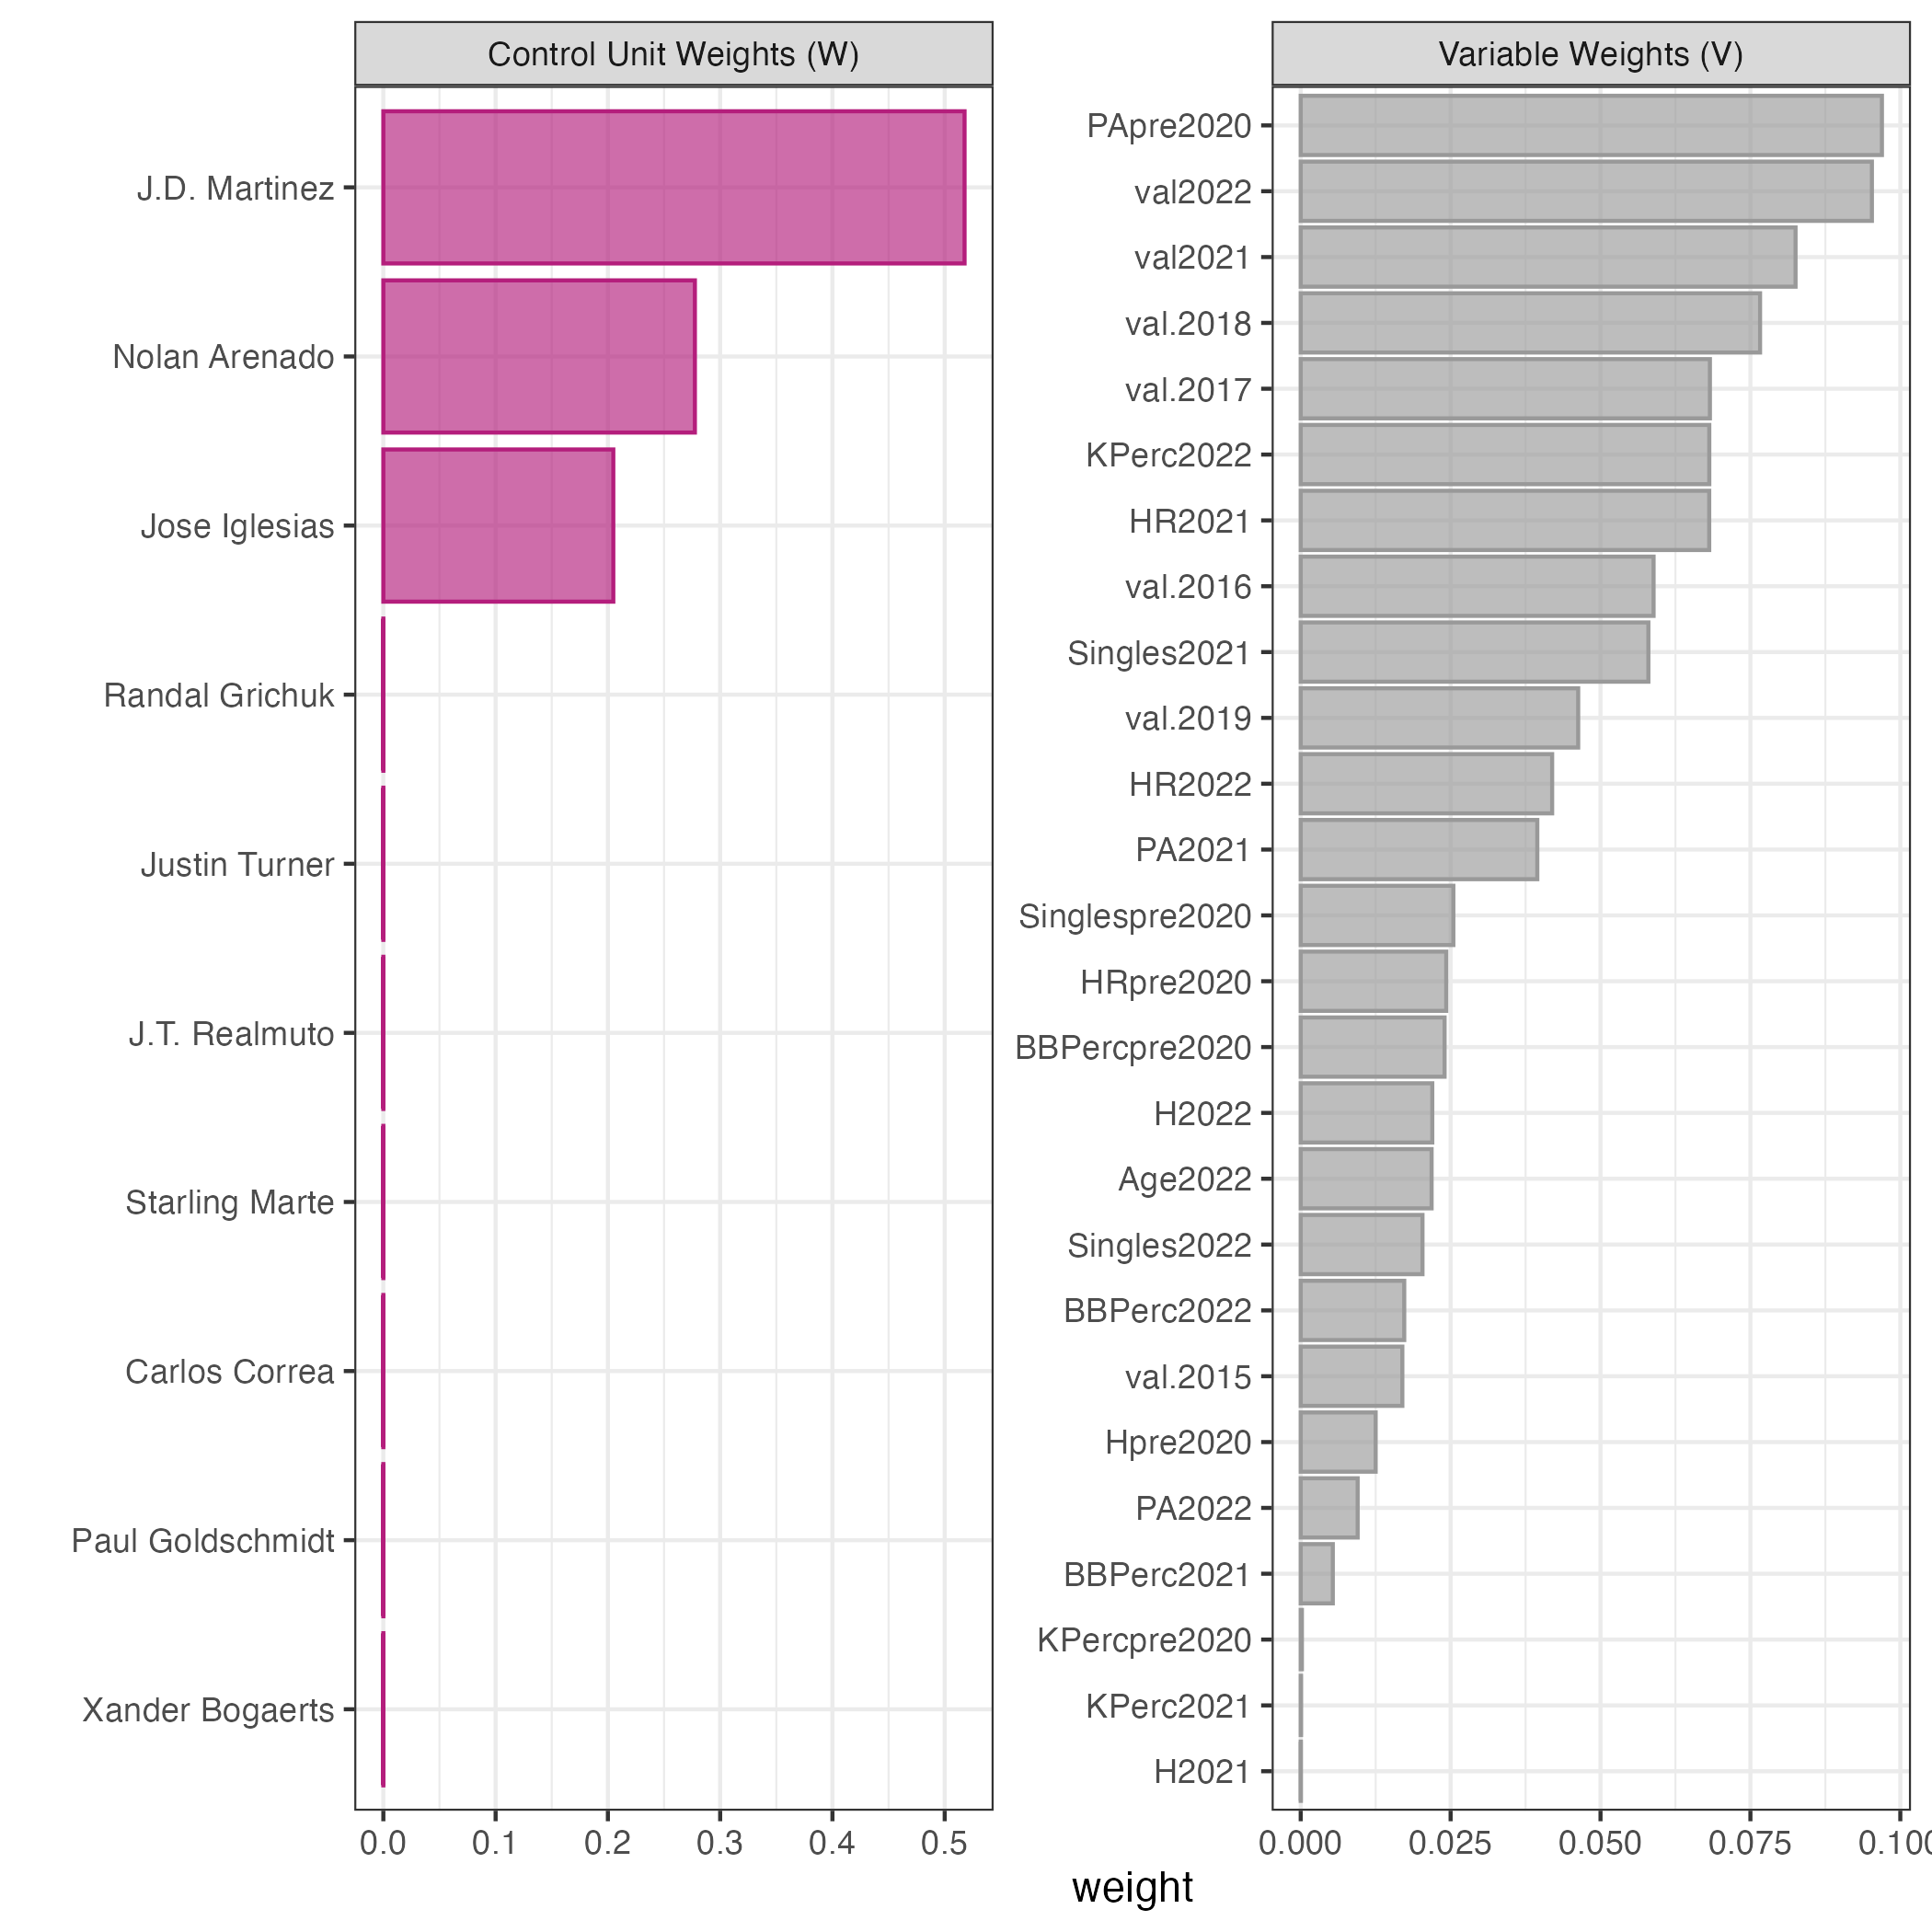 Control Unit Weights (W)
J.D. Martinez
Nolan Arenado
Jose Iglesias
Randal Grichuk
Justin Turner
J.T. Realmuto
Starling Marte
Carlos Correa
Paul Goldschmidt
Xander Bogaerts
0.0 0.1 0.2 0.3 0.4 0.5
Variable Weights (V)
PApre2020
val2022
val2021
val.2018
val.2017
KPerc2022
HR2021
val.2016
Singles2021
val.2019
HR2022
PA2021
Singlespre2020
HRpre2020
BBPercpre2020
H2022
Age2022
Singles2022
BBPerc2022
val.2015
Hpre2020
PA2022
BBPerc2021
KPercpre2020
KPerc2021
H2021
0.000 0.025 0.050 0.075 0.100
weight